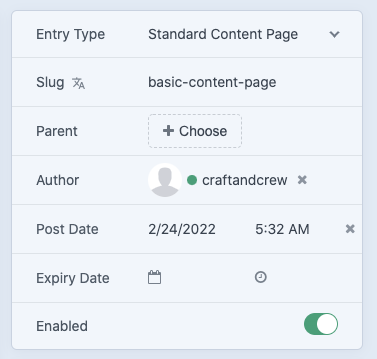 Entry Type Standard Content Page
Slug basic-content-page
Parent + Choose
Author craftandcrew
Post Date 2/24/2022 5:32 AM
Expiry Date
Enabled